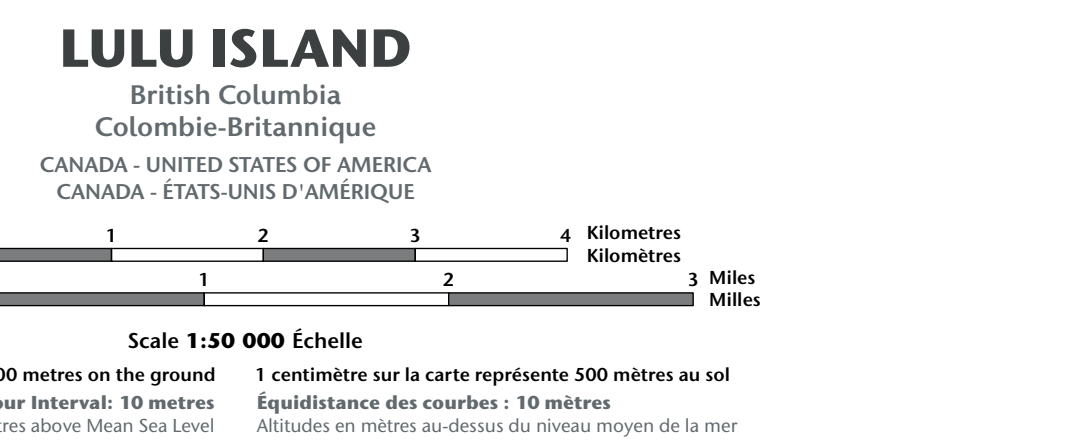 LULU ISLAND
British Columbia
Colombie-Britannique
CANADA - UNITED STATES OF AMERICA
CANADA - ÉTATS-UNIS D'AMÉRIQUE
1 2 3 4 Kilometres
Kilomètres
1 2 3 Miles
Milles
Scale 1:50 000 Échelle
metres on the ground 1 centimètre sur la carte représente 500 mètres au sol
Interval: 10 metres Équidistance des courbes : 10 mètres
above Mean Sea Level Altitudes en mètres au-dessus du niveau moyen de la mer